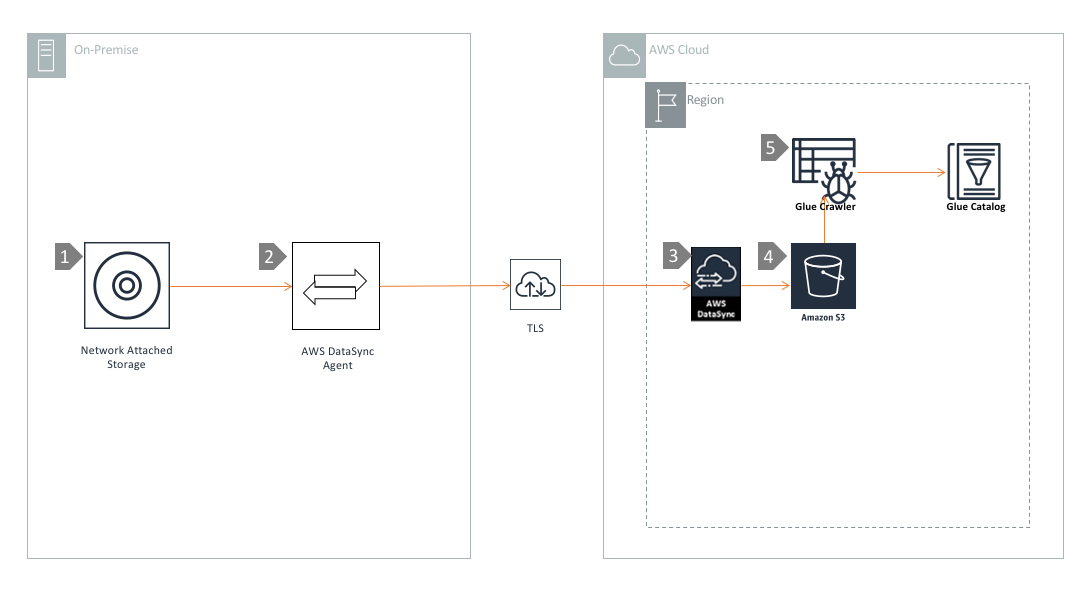 On-Premise
AWS Cloud
Region
5
Glue Crawler
Glue Catalog
1
2
3
4
AWS
DataSync
Amazon S3
TLS
Network Attached
Storage
AWS DataSync
Agent